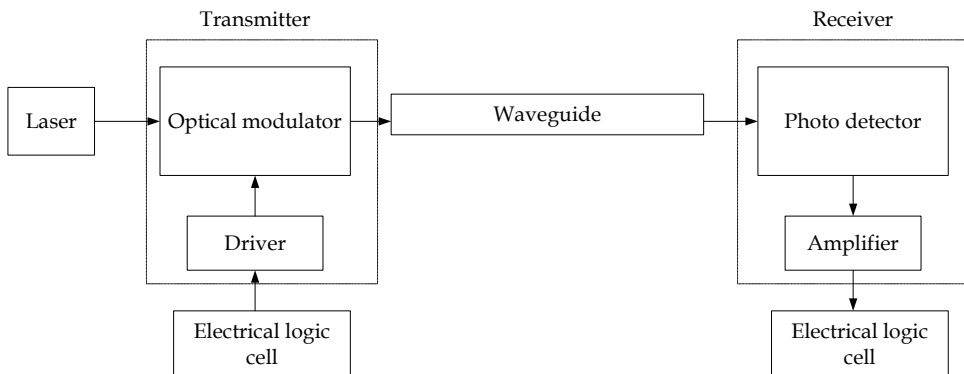 Transmitter
Receiver
Laser
Optical modulator
Waveguide
Photo detector
Driver
Amplifier
Electrical logic
cell
Electrical logic
cell